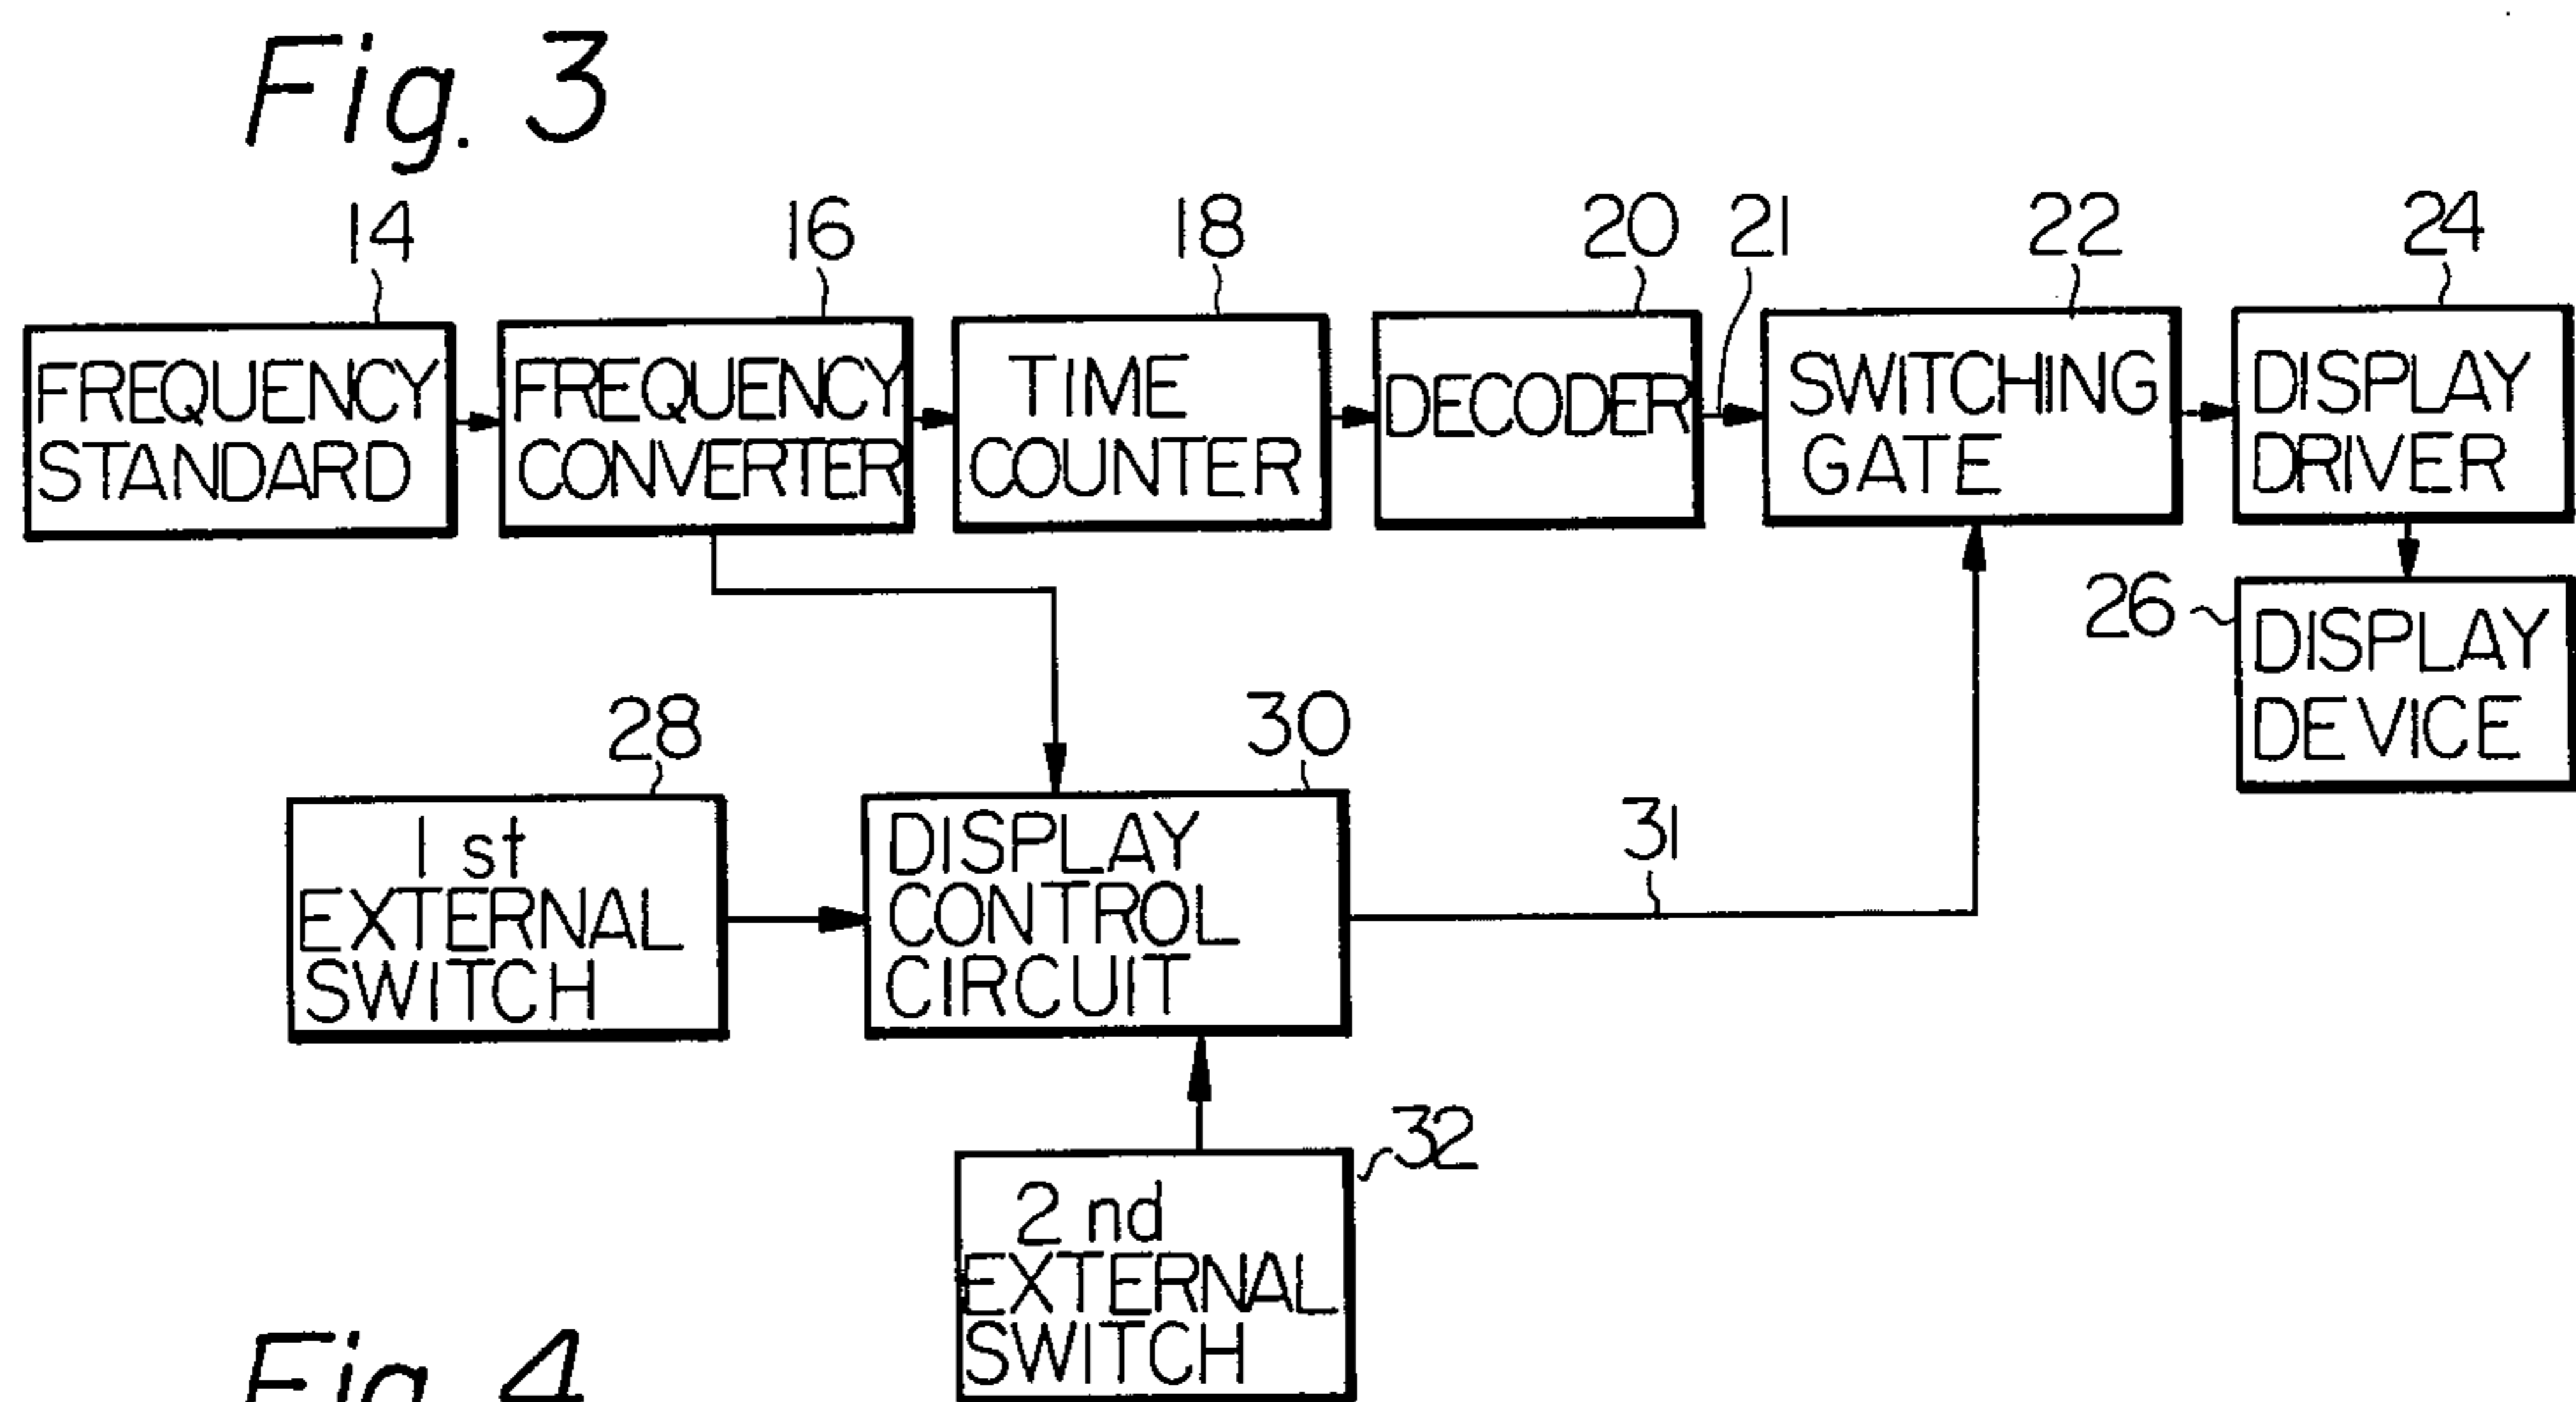 Fig. 3
14
16
18
20
21
22
24
FREQUENCY
STANDARD
FREQUENCY
CONVERTER
TIME
COUNTER
DECODER
SWITCHING
GATE
DISPLAY
DRIVER
26
DISPLAY
DEVICE
28
30
31
1 st
EXTERNAL
SWITCH
DISPLAY
CONTROL
CIRCUIT
32
2 nd
EXTERNAL
SWITCH
Fig. 4